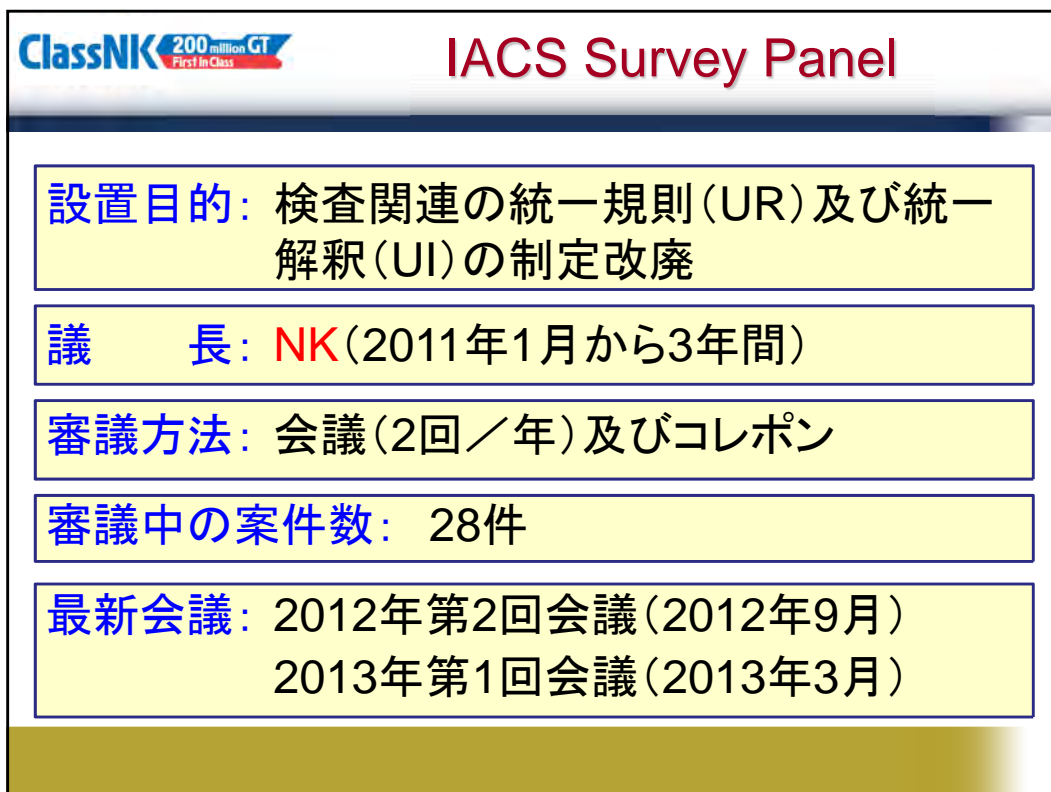 ClassNK 200 million GT
First In Class
IACS Survey Panel
設置目的： 検査関連の統一規則（UR）及び統一
解釈（UI）の制定改廃
議　　長： NK（2011年1月から3年間）
審議方法： 会議（2回／年）及びコレポン
審議中の案件数： 28件
最新会議： 2012年第2回会議（2012年9月）
2013年第1回会議（2013年3月）